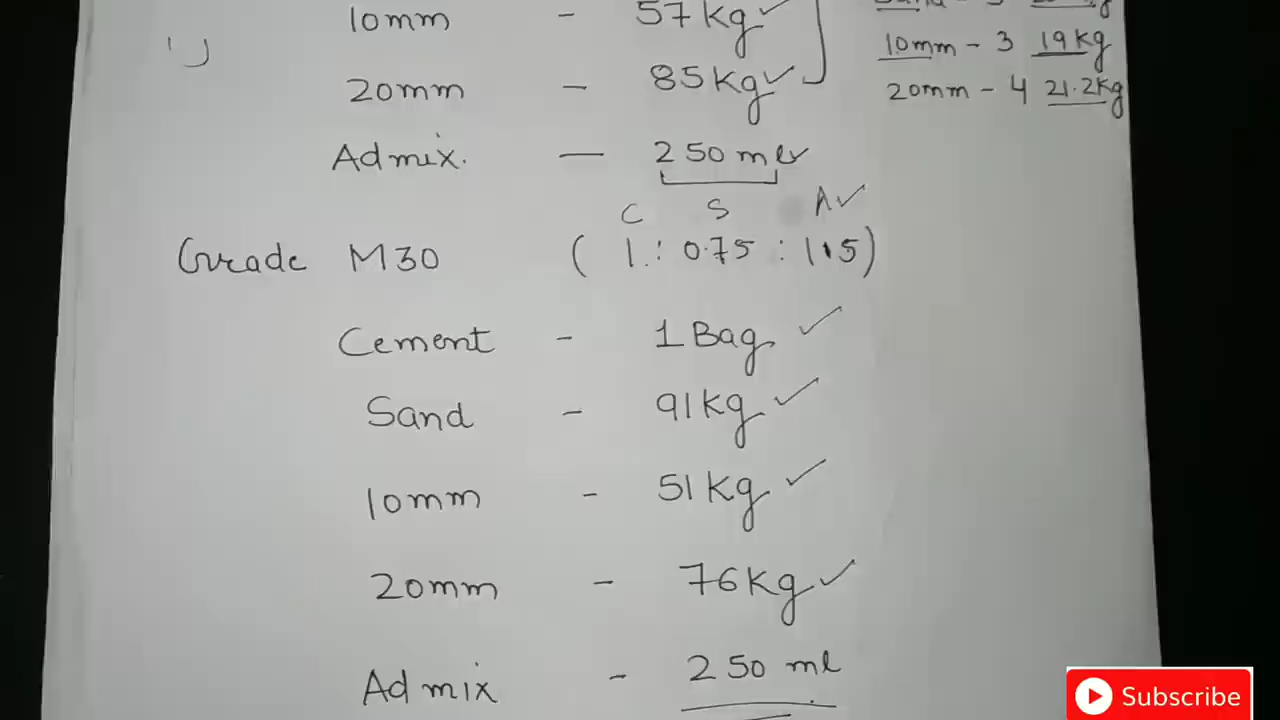 10mm - 57kg
20mm - 85kg
Admix. - 250 ml
10mm - 3 19kg
20mm - 4 21.2kg
C S A
Grade M30 (1 : 0.75 : 1.5)
Cement - 1 Bag
Sand - 91kg
10mm - 51kg
20mm - 76kg
Admix - 250 ml
Subscribe